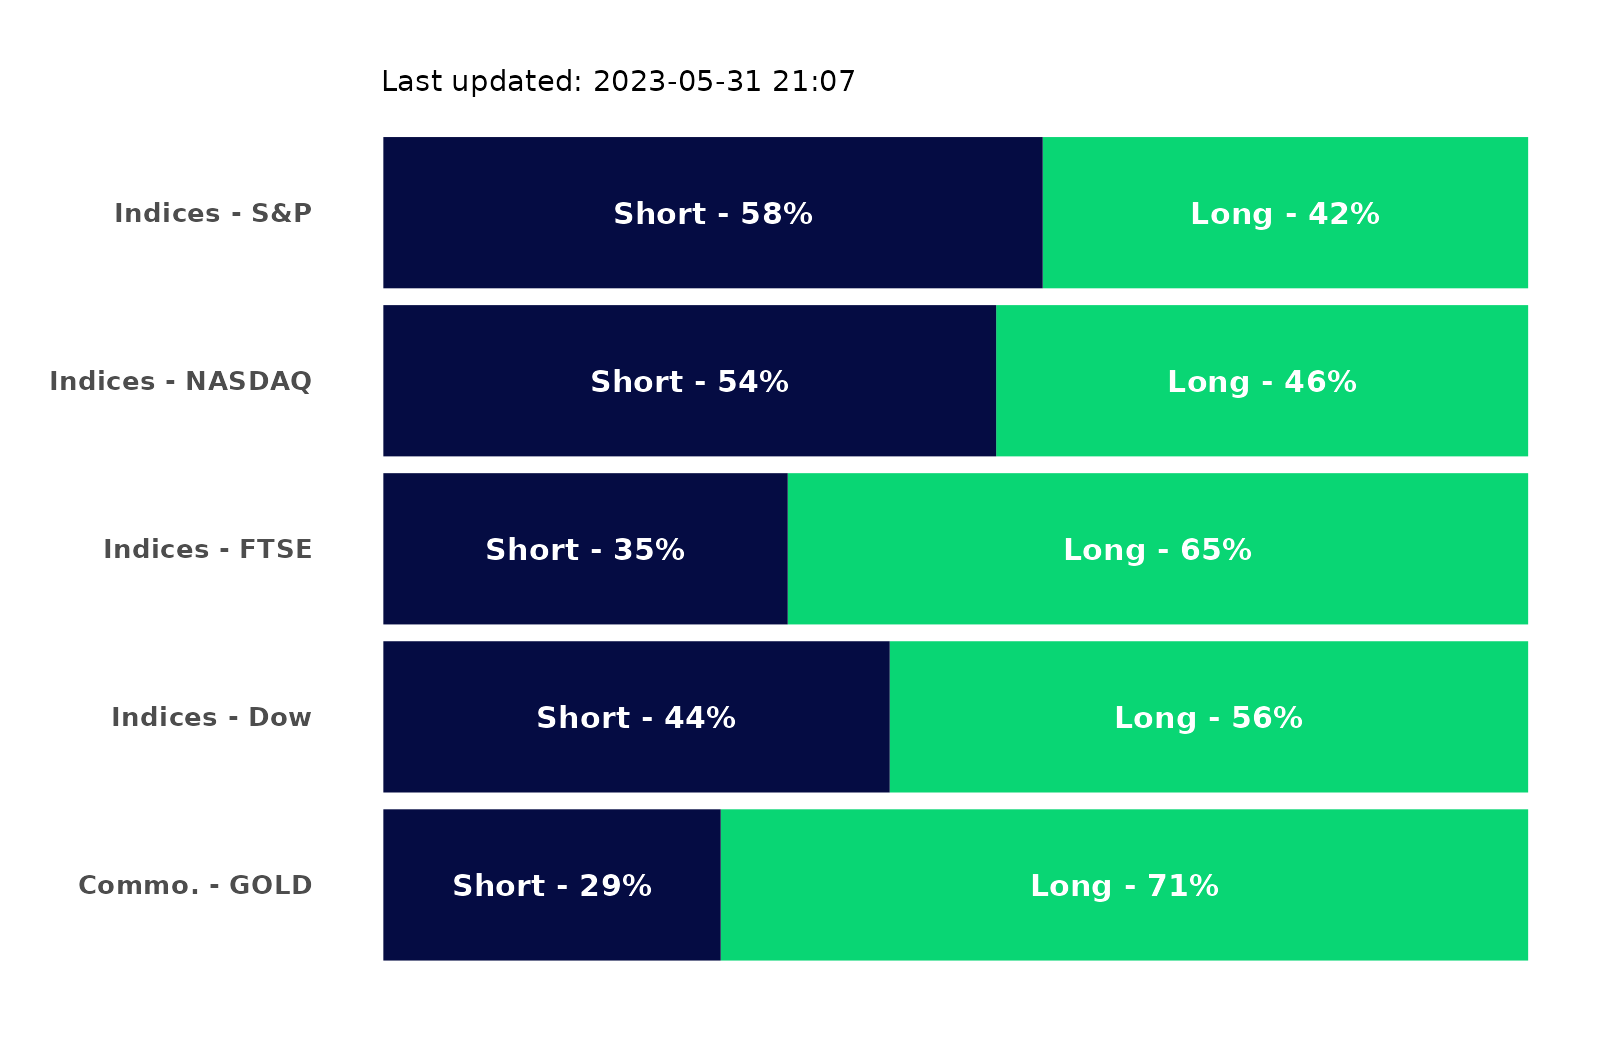 Last updated: 2023-05-31 21:07
Indices - S&P Short - 58% Long - 42%
Indices - NASDAQ Short - 54% Long - 46%
Indices - FTSE Short - 35% Long - 65%
Indices - Dow Short - 44% Long - 56%
Commo. - GOLD Short - 29% Long - 71%